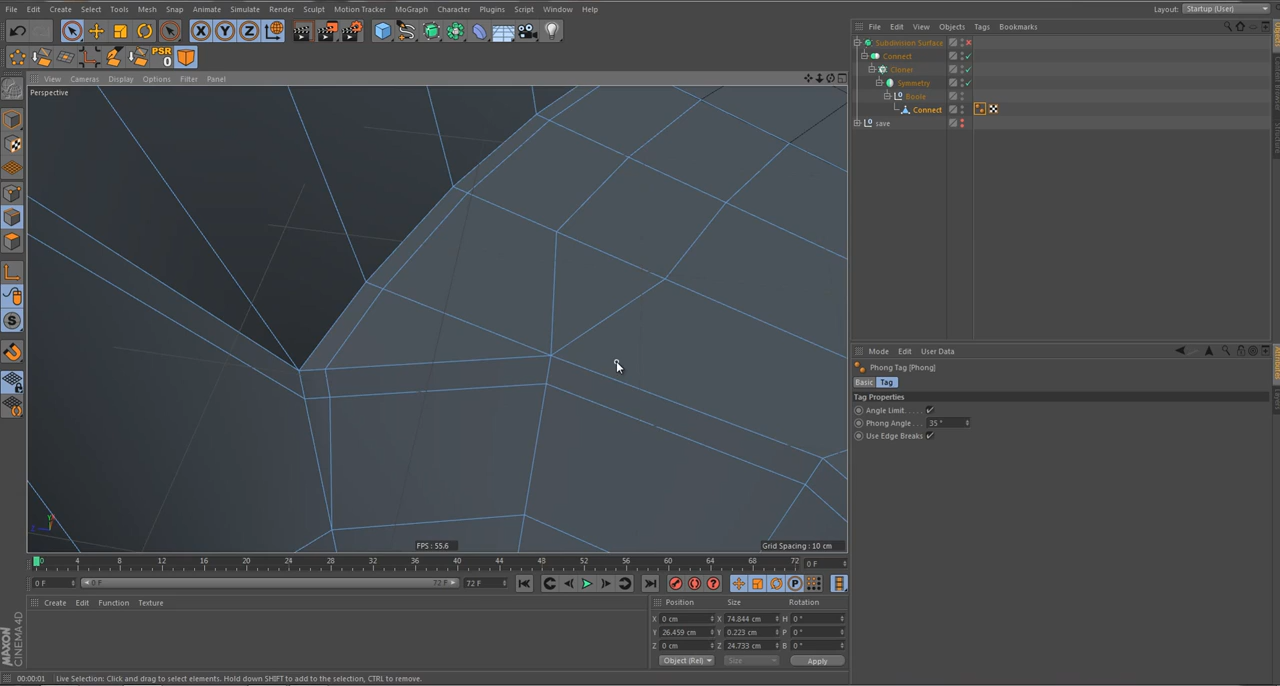 File Edit Create Select Tools Mesh Snap Animate Simulate Render Sculpt Motion Tracker MoGraph Character Plugins Script Window Help
Layout: Startup (User)
PSR
0
X Y Z
View Cameras Display Options Filter Panel
Perspective
FPS : 55.6
Grid Spacing : 10 cm
File Edit View Objects Tags Bookmarks
Subdivision Surface
Connect
Cloner
Symmetry
Boole
Connect
save
Mode Edit User Data
Phong Tag [Phong]
Basic Tag
Tag Properties
Angle Limit. . . . .
Phong Angle . . . 35 °
Use Edge Breaks
0 4 8 12 16 20 24 28 32 36 40 44 48 52 56 60 64 68 72
0 F
0 F 0 F 72 F 72 F
Create Edit Function Texture
Position Size Rotation
X 0 cm X 74.844 cm H 0 °
Y 26.459 cm Y 0.223 cm P 0 °
Z 0 cm Z 24.733 cm B 0 °
Object (Rel) Size Apply
MAXON
CINEMA 4D
00:00:01 Live Selection: Click and drag to select elements. Hold down SHIFT to add to the selection, CTRL to remove.